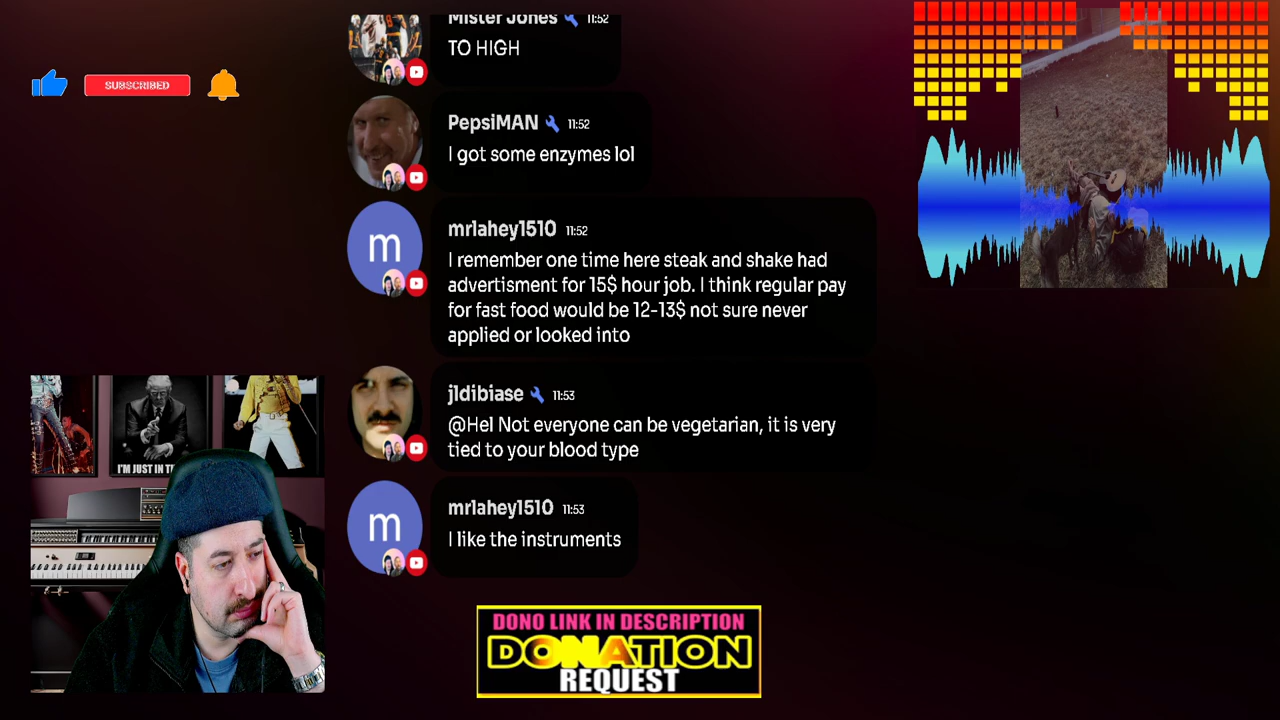 Mister Jones 11:52
TO HIGH
SUBSCRIBED
PepsiMAN 11:52
I got some enzymes lol
m
mrlahey1510 11:52
I remember one time here steak and shake had
advertisment for 15$ hour job. I think regular pay
for fast food would be 12-13$ not sure never
applied or looked into
jldibiase 11:53
@Hel Not everyone can be vegetarian, it is very
tied to your blood type
I'M JUST IN T
m
mrlahey1510 11:53
I like the instruments
DONO LINK IN DESCRIPTION
DONATION
REQUEST